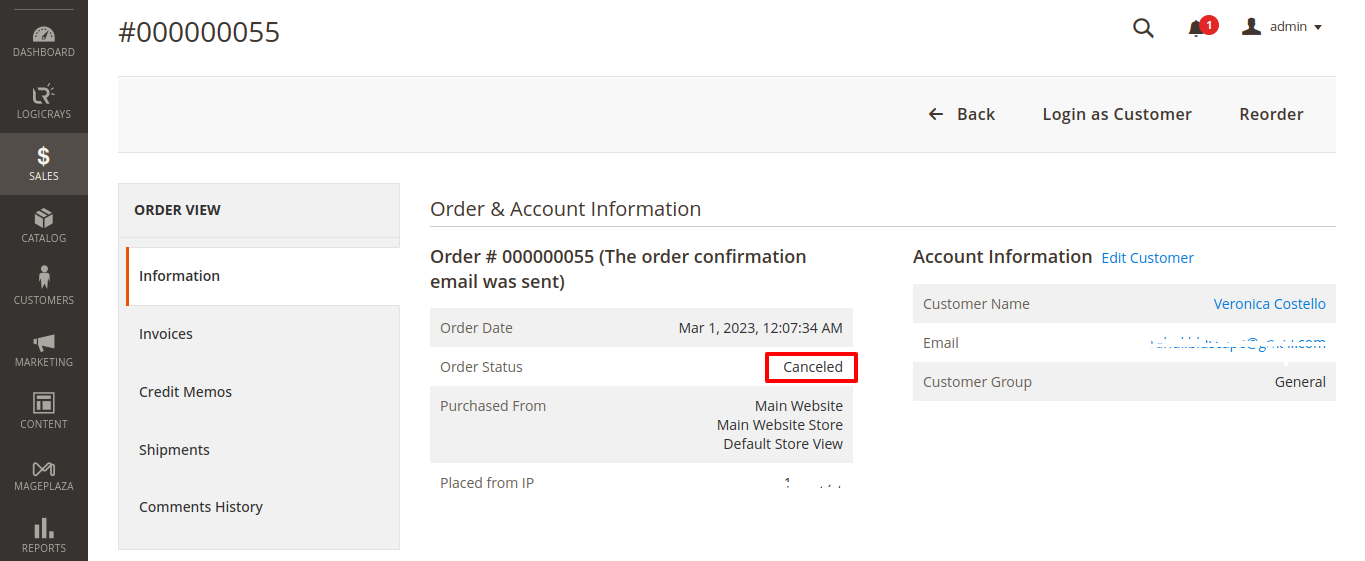 #000000055
1
admin
DASHBOARD
LOGICRAYS
SALES
CATALOG
CUSTOMERS
MARKETING
CONTENT
MAGEPLAZA
REPORTS
Back
Login as Customer
Reorder
ORDER VIEW
Information
Invoices
Credit Memos
Shipments
Comments History
Order & Account Information
Order # 000000055 (The order confirmation
email was sent)
Order Date Mar 1, 2023, 12:07:34 AM
Order Status Canceled
Purchased From Main Website
Main Website Store
Default Store View
Placed from IP
Account Information Edit Customer
Customer Name Veronica Costello
Email
Customer Group General